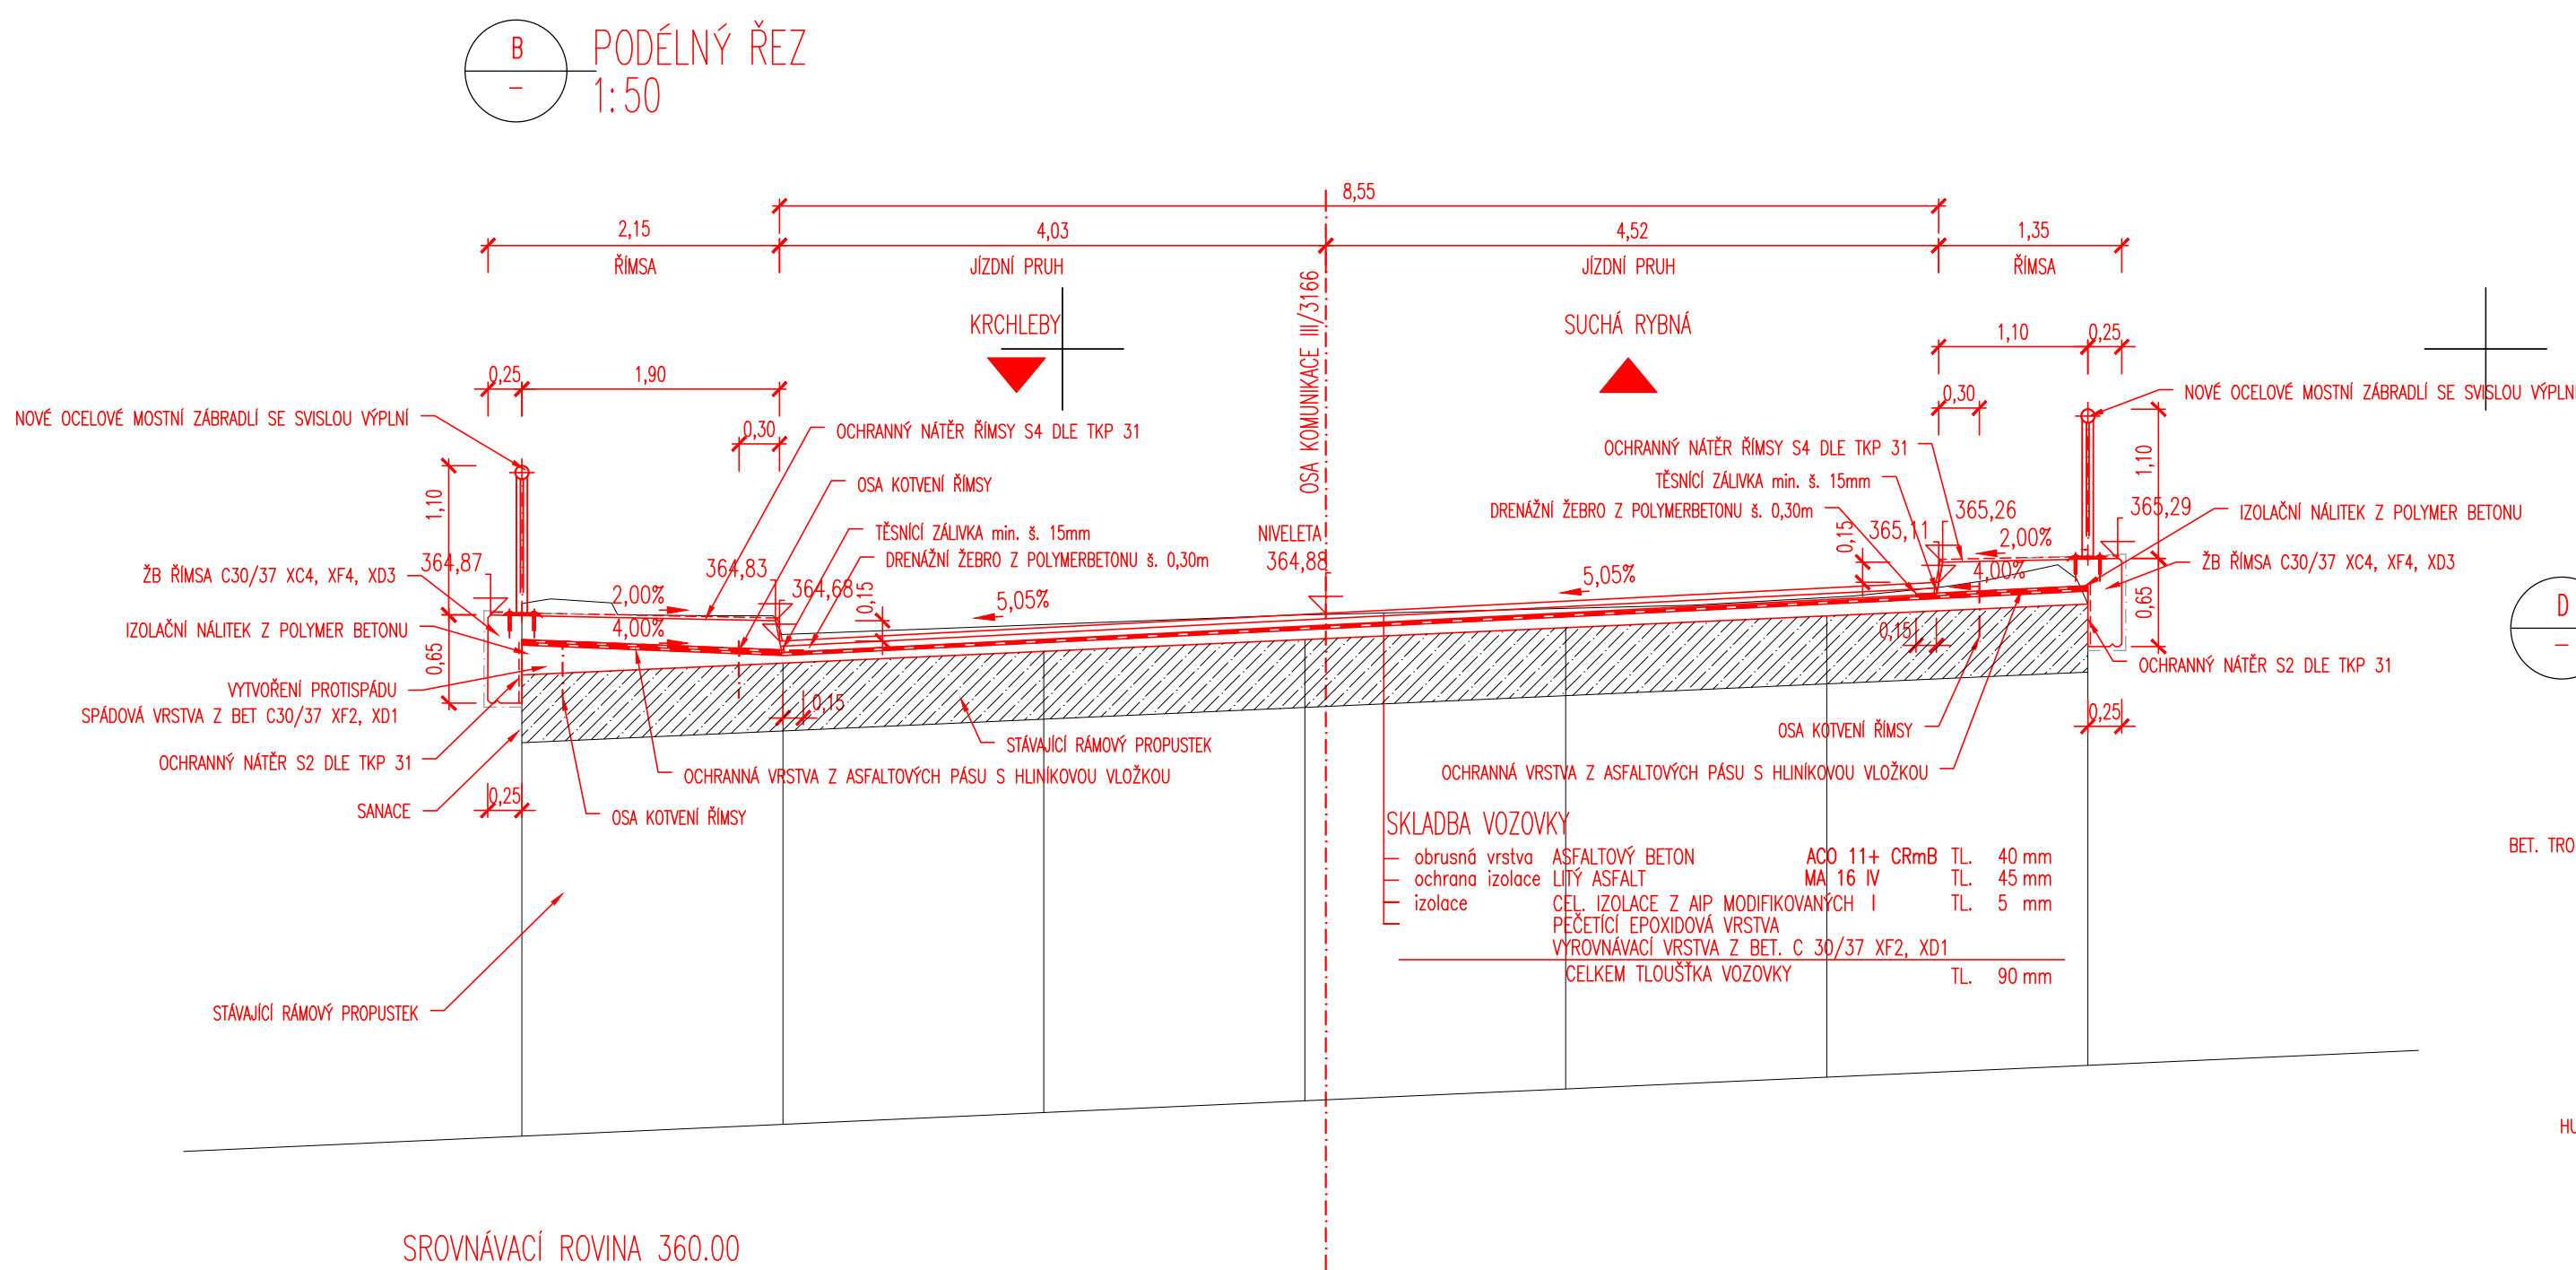 B
–
PODÉLNÝ ŘEZ
1:50
8,55
2,15
4,03
4,52
1,35
ŘÍMSA
JÍZDNÍ PRUH
JÍZDNÍ PRUH
ŘÍMSA
OSA KOMUNIKACE III/3166
KRCHLEBY
SUCHÁ RYBNÁ
1,10
0,25
0,25
1,90
0,30
0,30
NOVÉ OCELOVÉ MOSTNÍ ZÁBRADLÍ SE SVISLOU VÝPLNÍ
OCHRANNÝ NÁTĚR ŘÍMSY S4 DLE TKP 31
OSA KOTVENÍ ŘÍMSY
TĚSNÍCÍ ZÁLIVKA min. š. 15mm
DRENÁŽNÍ ŽEBRO Z POLYMERBETONU š. 0,30m
NIVELETA
364,88
NOVÉ OCELOVÉ MOSTNÍ ZÁBRADLÍ SE SVISLOU VÝPLN
OCHRANNÝ NÁTĚR ŘÍMSY S4 DLE TKP 31
TĚSNÍCÍ ZÁLIVKA min. š. 15mm
DRENÁŽNÍ ŽEBRO Z POLYMERBETONU š. 0,30m
0,15
365,11
365,26
2,00%
4,00%
365,29
1,10
0,65
IZOLAČNÍ NÁLITEK Z POLYMER BETONU
ŽB ŘÍMSA C30/37 XC4, XF4, XD3
1,10
364,87
0,65
2,00%
4,00%
364,83
364,68
0,15
5,05%
5,05%
ŽB ŘÍMSA C30/37 XC4, XF4, XD3
IZOLAČNÍ NÁLITEK Z POLYMER BETONU
VYTVOŘENÍ PROTISPÁDU
SPÁDOVÁ VRSTVA Z BET C30/37 XF2, XD1
OCHRANNÝ NÁTĚR S2 DLE TKP 31
SANACE
0,25
0,15
STÁVAJÍCÍ RÁMOVÝ PROPUSTEK
OCHRANNÁ VRSTVA Z ASFALTOVÝCH PÁSU S HLINÍKOVOU VLOŽKOU
OSA KOTVENÍ ŘÍMSY
0,15
OCHRANNÝ NÁTĚR S2 DLE TKP 31
0,25
OSA KOTVENÍ ŘÍMSY
OCHRANNÁ VRSTVA Z ASFALTOVÝCH PÁSU S HLINÍKOVOU VLOŽKOU
D
–
SKLADBA VOZOVKY
obrusná vrstva ASFALTOVÝ BETON ACO 11+ CRmB TL. 40 mm
ochrana izolace LITÝ ASFALT MA 16 IV TL. 45 mm
izolace CEL. IZOLACE Z AIP MODIFIKOVANÝCH I TL. 5 mm
PEČETÍCÍ EPOXIDOVÁ VRSTVA
VYROVNÁVACÍ VRSTVA Z BET. C 30/37 XF2, XD1
CELKEM TLOUŠŤKA VOZOVKY TL. 90 mm
BET. TRO
STÁVAJÍCÍ RÁMOVÝ PROPUSTEK
HU
SROVNÁVACÍ ROVINA 360.00